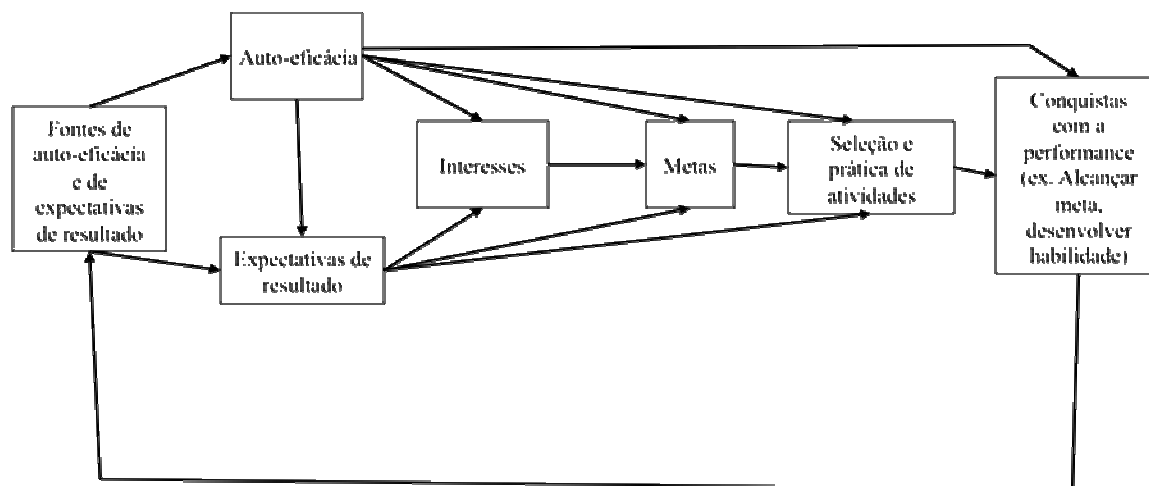 Auto-eficácia
Fontes de
auto-eficácia
e de
expectativas
de resultado
Expectativas de
resultado
Interesses
Metas
Seleção e
prática de
atividades
Conquistas
com a
performance
(ex. Alcançar
meta,
desenvolver
habilidade)